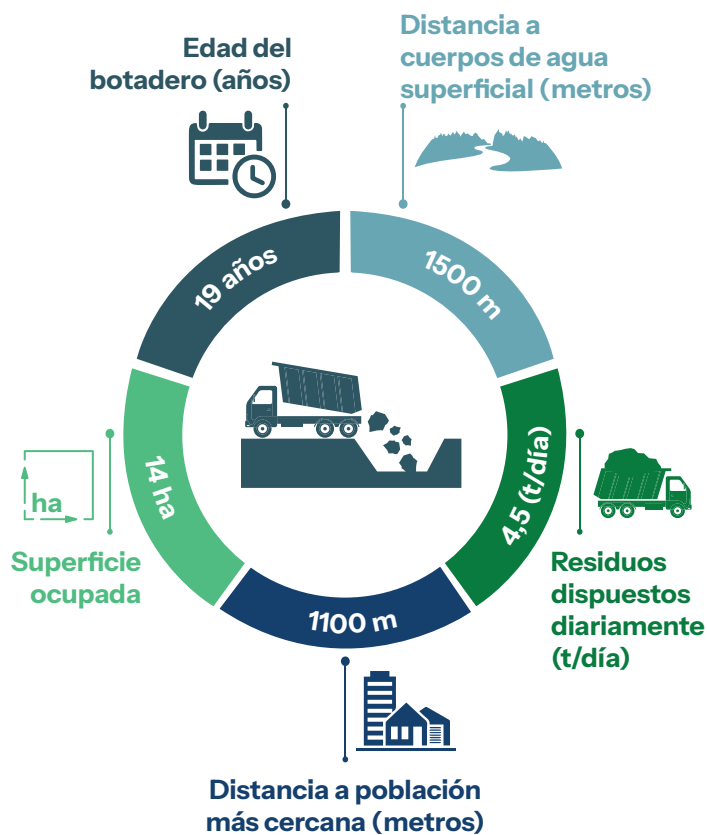 Edad del
botadero (años)
Distancia a
cuerpos de agua
superficial (metros)
19 años
1500 m
14 ha
4,5 (t/día)
1100 m
ha
Superficie
ocupada
Residuos
dispuestos
diariamente
(t/día)
Distancia a población
más cercana (metros)